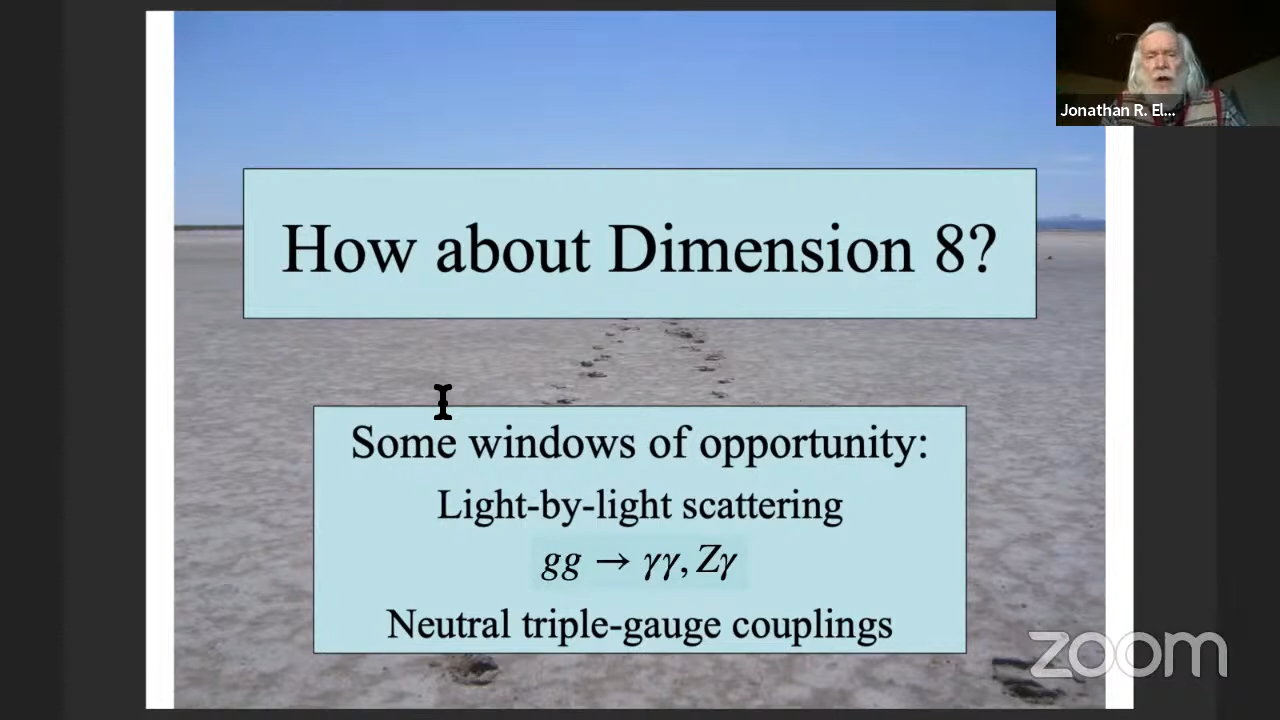 Jonathan R. El...
How about Dimension 8?
Some windows of opportunity:
Light-by-light scattering
gg → γγ, Zγ
Neutral triple-gauge couplings
zoom